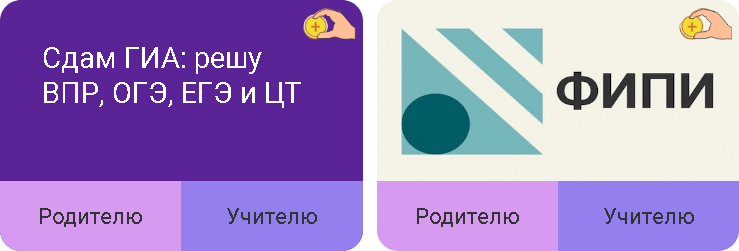 Сдам ГИА: решу
ВПР, ОГЭ, ЕГЭ и ЦТ
Родителю
Учителю
ФИПИ
Родителю
Учителю